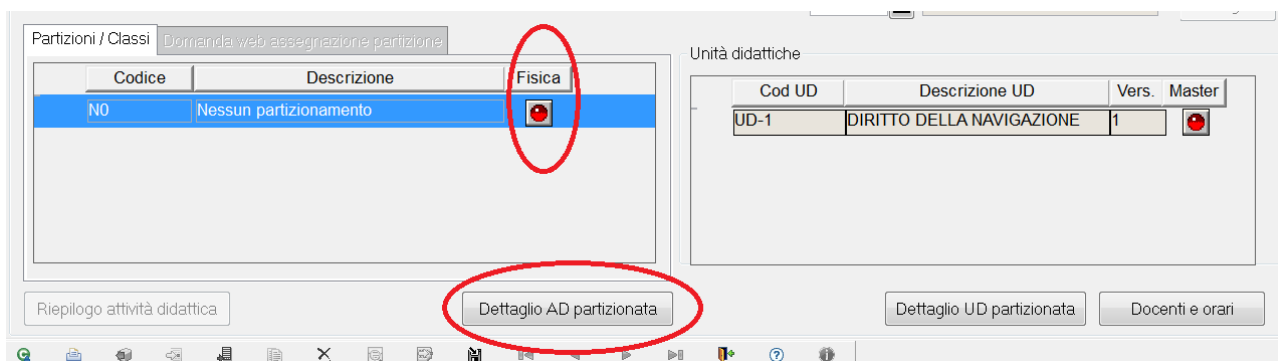 Partizioni / Classi
Domanda web assegnazione partizione
Codice Descrizione Fisica
N0 Nessun partizionamento
Unità didattiche
Cod UD Descrizione UD Vers. Master
UD-1 DIRITTO DELLA NAVIGAZIONE 1
Riepilogo attività didattica
Dettaglio AD partizionata
Dettaglio UD partizionata
Docenti e orari